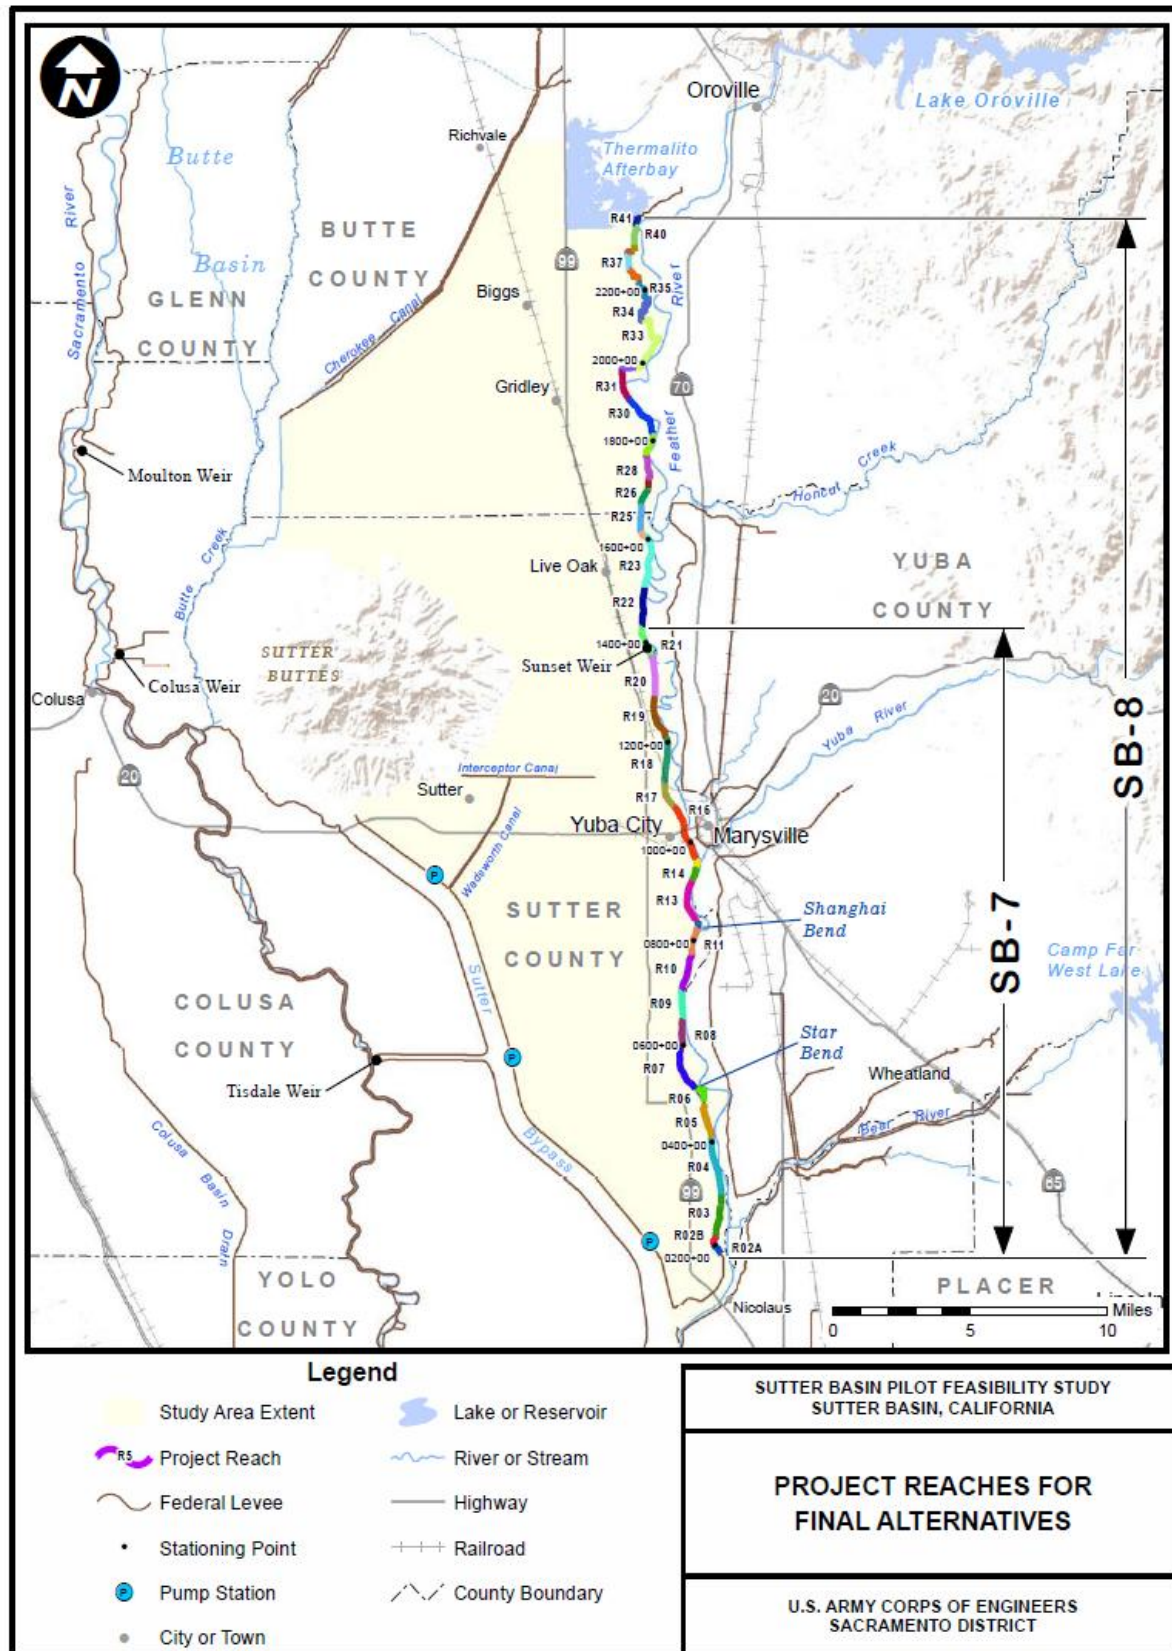 N
Oroville
Lake Oroville
Richvale
Thermalito
Afterbay
Butte
Basin
River
Sacramento
BUTTE
COUNTY
GLENN
COUNTY
R41
R40
99
R37
Biggs
2200+00
R35
River
R34
R33
Cherokee Canal
2000+00
Gridley
R31
70
R30
Feather
1800+00
Moulton Weir
R28
R26
Honcut Creek
R25
Butte Creek
1600+00
Live Oak
R23
YUBA
COUNTY
R22
1400+00
R21
Sunset Weir
SUTTER
BUTTES
Colusa Weir
Colusa
R20
20
R19
Yuba River
SB-8
1200+00
20
R18
Interceptor Canal
Sutter
R17
R16
Yuba City
Marysville
1000+00
Wadsworth Canal
P
R14
R13
SB-7
SUTTER
COUNTY
Shanghai
Bend
0800+00
R11
R10
Camp Far
West Lake
Sutter
COLUSA
COUNTY
R09
R08
0600+00
Star
Bend
P
R07
Tisdale Weir
Wheatland
R06
R05
Bear River
Colusa Basin Drain
Bypass
0400+00
R04
99
65
R03
R02B
P
R02A
0200+00
YOLO
COUNTY
PLACER
Nicolaus
Miles
0 5 10
Legend
Study Area Extent
Lake or Reservoir
R5
Project Reach
River or Stream
Federal Levee
Highway
Stationing Point
Railroad
P
Pump Station
County Boundary
City or Town
SUTTER BASIN PILOT FEASIBILITY STUDY
SUTTER BASIN, CALIFORNIA
PROJECT REACHES FOR
FINAL ALTERNATIVES
U.S. ARMY CORPS OF ENGINEERS
SACRAMENTO DISTRICT